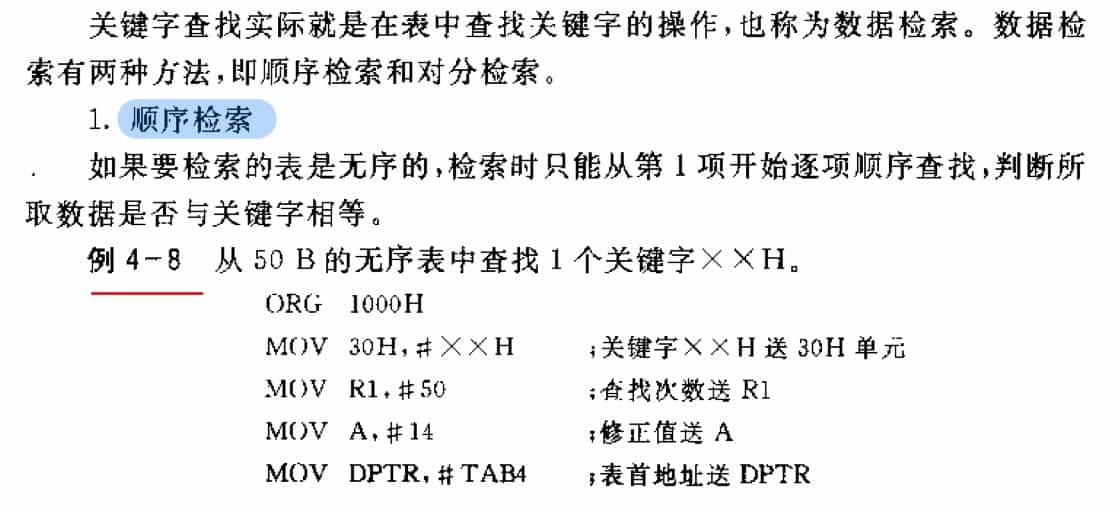 关键字查找实际就是在表中查找关键字的操作,也称为数据检索。数据检
索有两种方法,即顺序检索和对分检索。
1. 顺序检索
如果要检索的表是无序的,检索时只能从第 1 项开始逐项顺序查找,判断所
取数据是否与关键字相等。
例 4-8 从 50 B 的无序表中查找 1 个关键字××H。
ORG 1000H
MOV 30H,#××H ;关键字××H 送 30H 单元
MOV R1,#50 ;查找次数送 R1
MOV A,#14 ;修正值送 A
MOV DPTR,#TAB4 ;表首地址送 DPTR